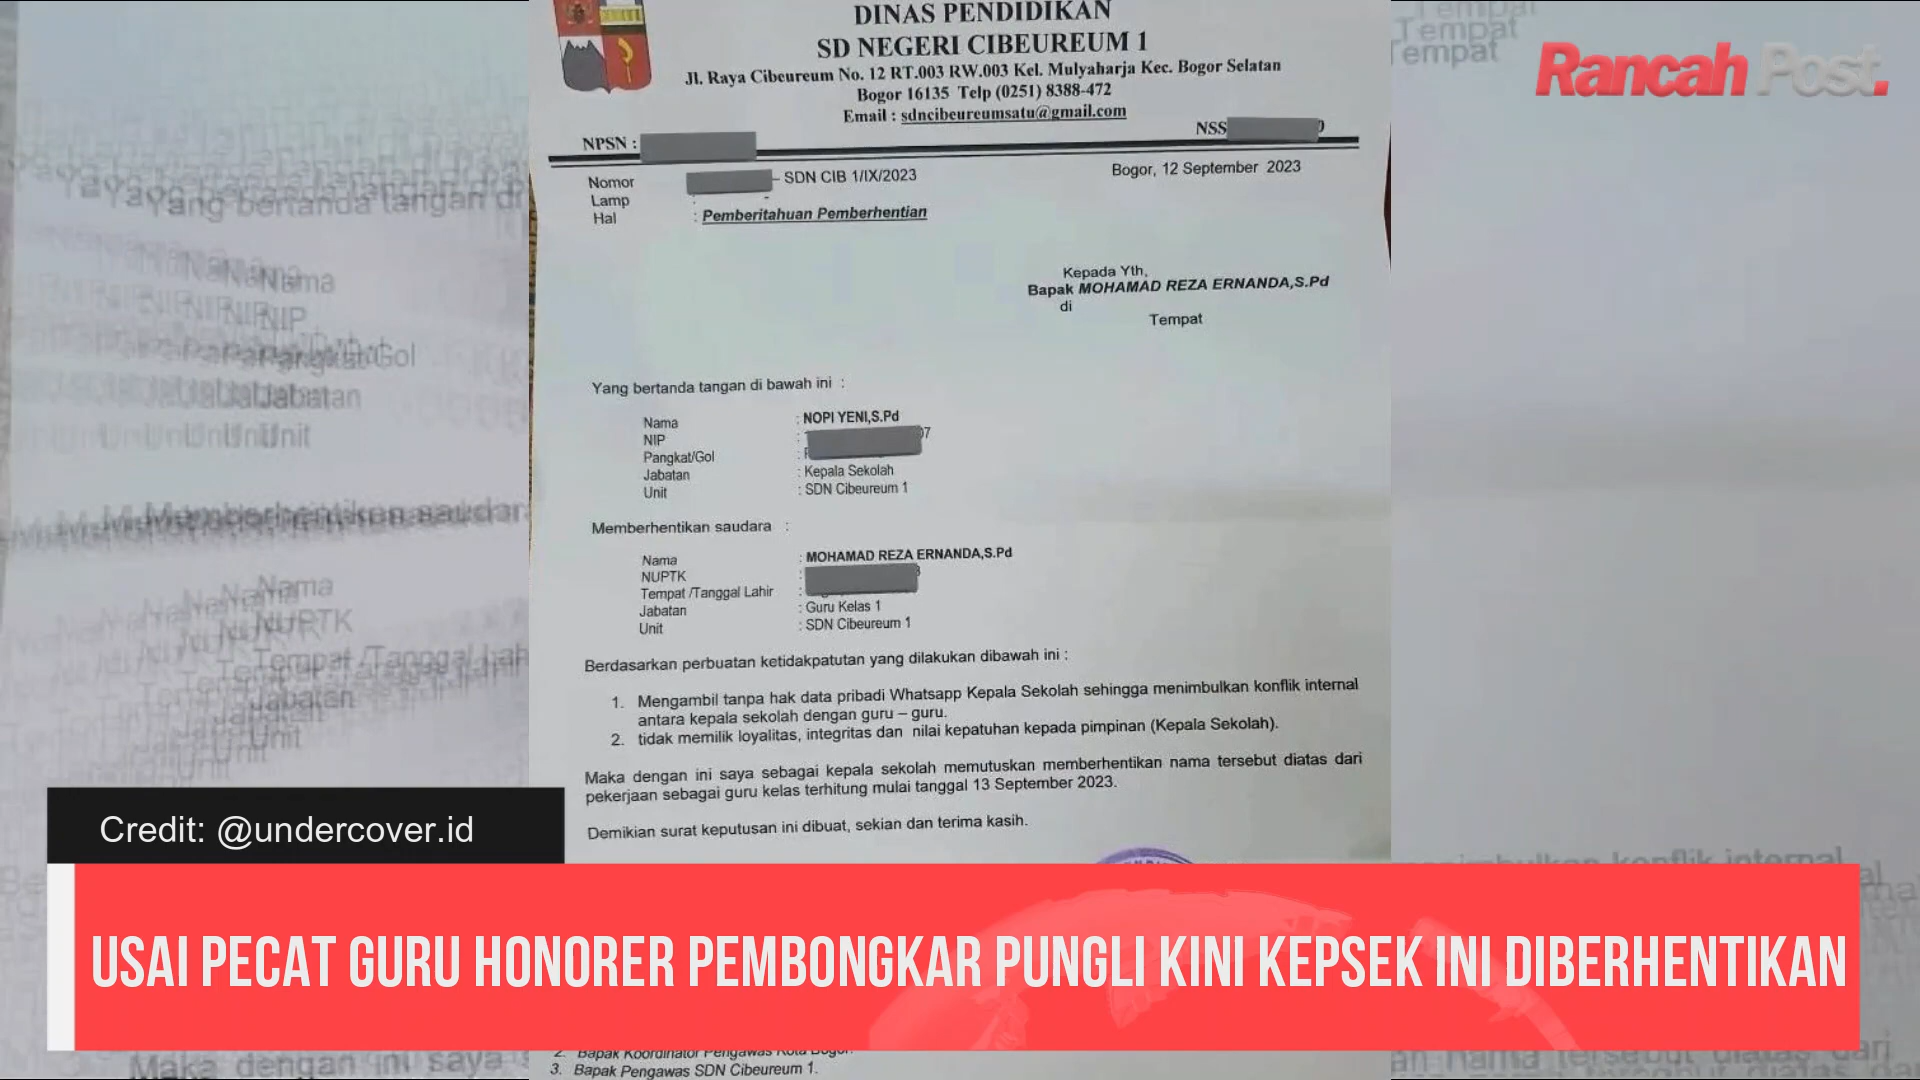 DINAS PENDIDIKAN
SD NEGERI CIBEUREUM 1
Jl. Raya Cibeureum No. 12 RT.003 RW.003 Kel. Mulyaharja Kec. Bogor Selatan
Bogor 16135 Telp (0251) 8388-472
Email : sdncibeureumsatu@gmail.com
NPSN :
NSS
Rancah Post.
Nomor - SDN CIB 1/IX/2023
Bogor, 12 September 2023
Lamp : -
Hal : Pemberitahuan Pemberhentian
Kepada Yth,
Bapak MOHAMAD REZA ERNANDA,S.Pd
di
Tempat
Yang bertanda tangan di bawah ini :
Nama : NOPI YENI,S.Pd
NIP : 07
Pangkat/Gol :
Jabatan : Kepala Sekolah
Unit : SDN Cibeureum 1
Memberhentikan saudara :
Nama : MOHAMAD REZA ERNANDA,S.Pd
NUPTK :
Tempat /Tanggal Lahir :
Jabatan : Guru Kelas 1
Unit : SDN Cibeureum 1
Berdasarkan perbuatan ketidakpatutan yang dilakukan dibawah ini :
1. Mengambil tanpa hak data pribadi Whatsapp Kepala Sekolah sehingga menimbulkan konflik internal
antara kepala sekolah dengan guru – guru.
2. tidak memilik loyalitas, integritas dan nilai kepatuhan kepada pimpinan (Kepala Sekolah).
Maka dengan ini saya sebagai kepala sekolah memutuskan memberhentikan nama tersebut diatas dari
pekerjaan sebagai guru kelas terhitung mulai tanggal 13 September 2023.
Demikian surat keputusan ini dibuat, sekian dan terima kasih.
Credit: @undercover.id
USAI PECAT GURU HONORER PEMBONGKAR PUNGLI KINI KEPSEK INI DIBERHENTIKAN
2. Bapak Koordinator Pengawas Kota Bogor.
3. Bapak Pengawas SDN Cibeureum 1.